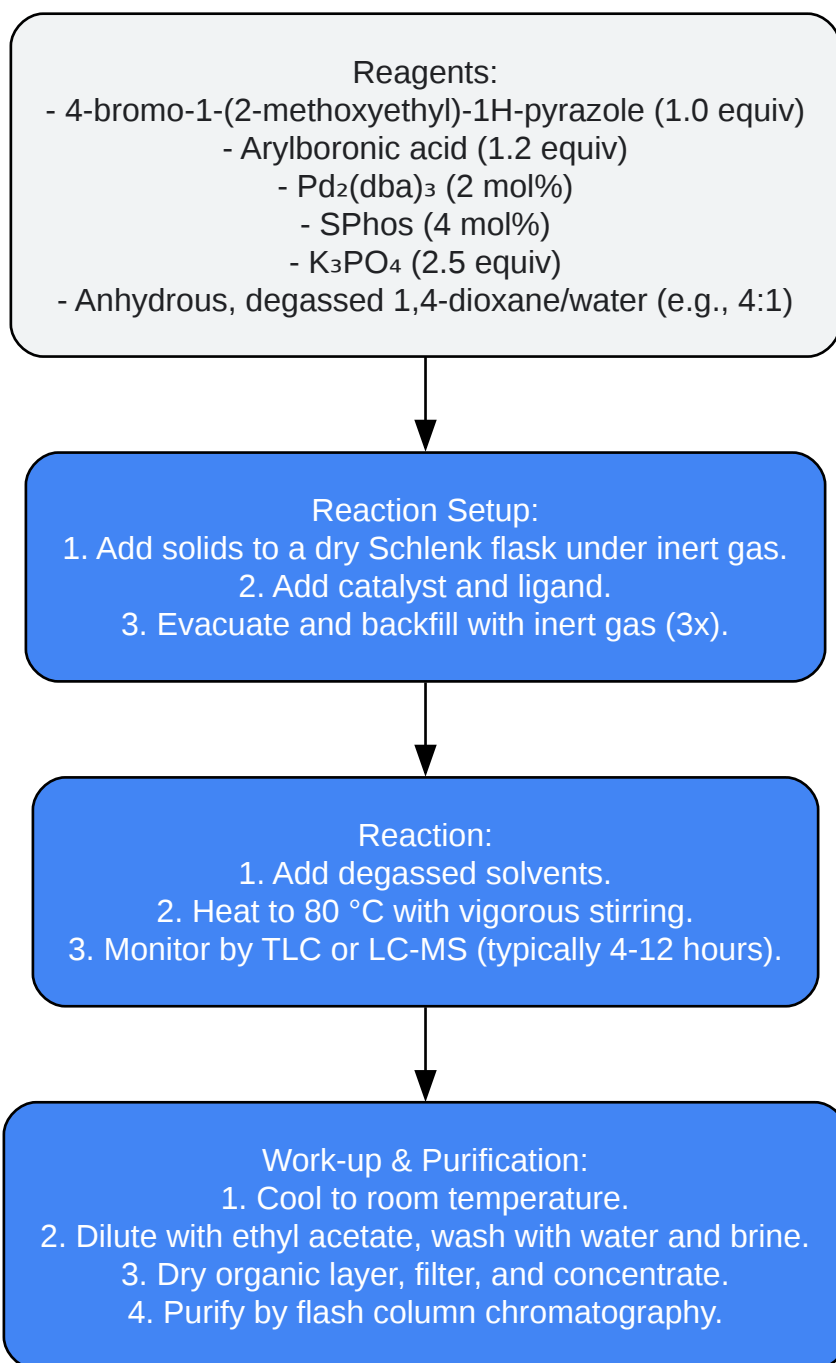 Reagents:
- 4-bromo-1-(2-methoxyethyl)-1H-pyrazole (1.0 equiv)
- Arylboronic acid (1.2 equiv)
- Pd₂(dba)₃ (2 mol%)
- SPhos (4 mol%)
- K₃PO₄ (2.5 equiv)
- Anhydrous, degassed 1,4-dioxane/water (e.g., 4:1)
Reaction Setup:
1. Add solids to a dry Schlenk flask under inert gas.
2. Add catalyst and ligand.
3. Evacuate and backfill with inert gas (3x).
Reaction:
1. Add degassed solvents.
2. Heat to 80 °C with vigorous stirring.
3. Monitor by TLC or LC-MS (typically 4-12 hours).
Work-up & Purification:
1. Cool to room temperature.
2. Dilute with ethyl acetate, wash with water and brine.
3. Dry organic layer, filter, and concentrate.
4. Purify by flash column chromatography.